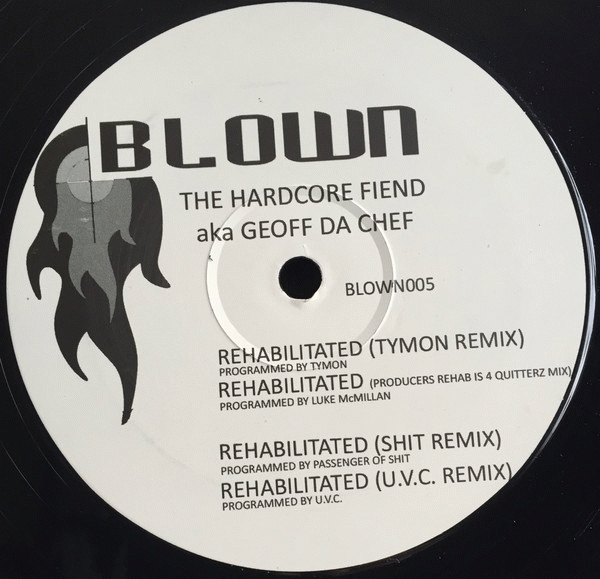 BLOWN
THE HARDCORE FIEND
aka GEOFF DA CHEF
BLOWN005
REHABILITATED (TYMON REMIX)
PROGRAMMED BY TYMON
REHABILITATED (PRODUCERS REHAB IS 4 QUITTERZ MIX)
PROGRAMMED BY LUKE McMILLAN
REHABILITATED (SHIT REMIX)
PROGRAMMED BY PASSENGER OF SHIT
REHABILITATED (U.V.C. REMIX)
PROGRAMMED BY U.V.C.